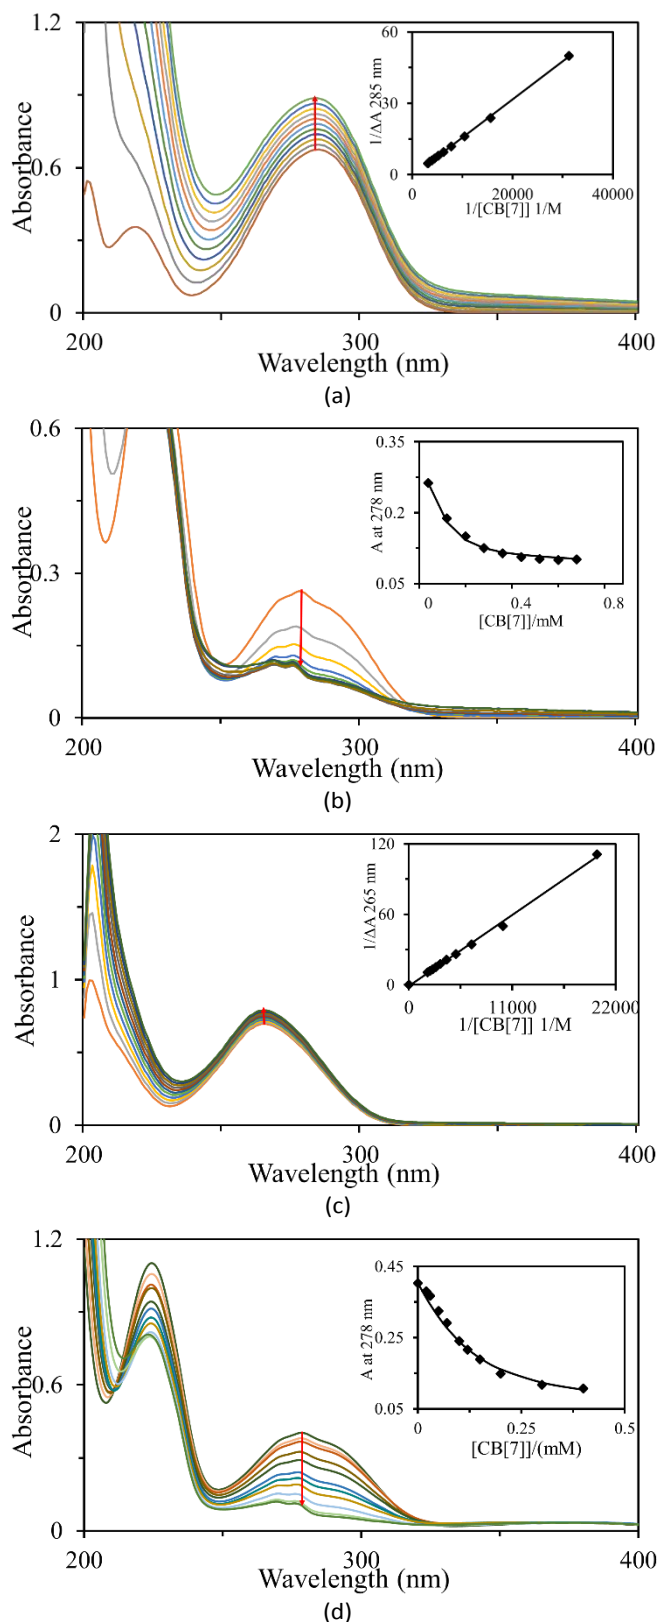 1.2
0.6
0
Absorbance
200
300
400
Wavelength (nm)
60
30
0
1/ΔA 285 nm
0
20000
40000
1/[CB[7]] 1/M
(a)
0.6
0.3
0
Absorbance
200
300
400
Wavelength (nm)
0.35
0.2
0.05
A at 278 nm
0
0.4
0.8
[CB[7]]/mM
(b)
2
1
0
Absorbance
200
300
400
Wavelength (nm)
120
60
0
1/ΔA 265 nm
0
11000
22000
1/[CB[7]] 1/M
(c)
1.2
0.6
0
Absorbance
200
300
400
Wavelength (nm)
0.45
0.25
0.05
A at 278 nm
0
0.25
0.5
[CB[7]]/(mM)
(d)